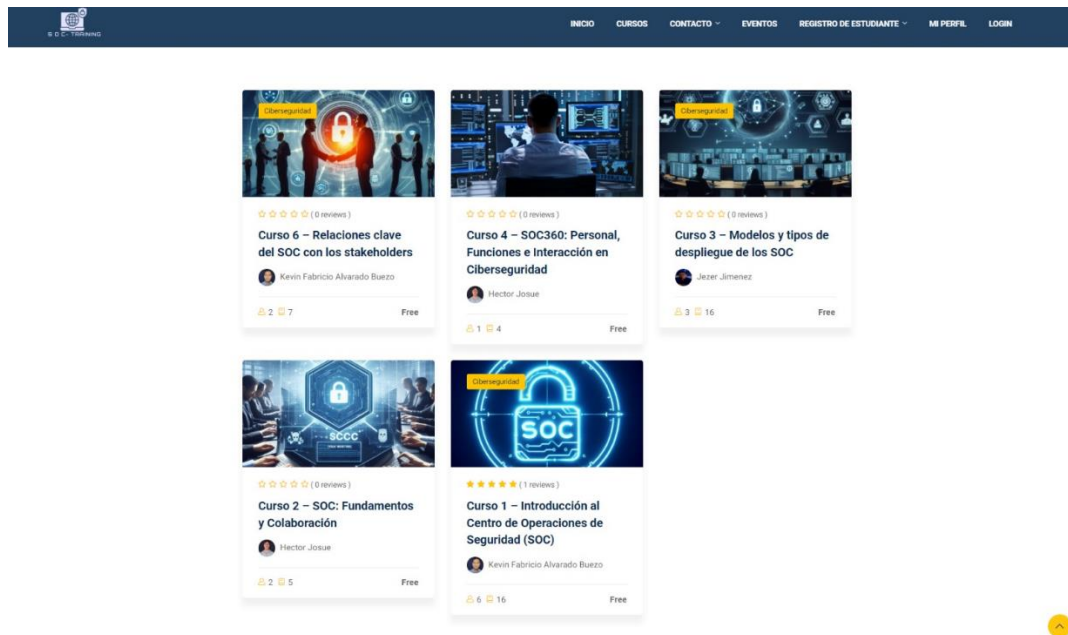 S O C - TRAINING
INICIO CURSOS CONTACTO EVENTOS REGISTRO DE ESTUDIANTE MI PERFIL LOGIN
Ciberseguridad
( 0 reviews )
Curso 6 – Relaciones clave
del SOC con los stakeholders
Kevin Fabricio Alvarado Buezo
2 7 Free
( 0 reviews )
Curso 4 – SOC360: Personal,
Funciones e Interacción en
Ciberseguridad
Hector Josue
1 4 Free
Ciberseguridad
( 0 reviews )
Curso 3 – Modelos y tipos de
despliegue de los SOC
Jezer Jimenez
3 16 Free
SCCC
( 0 reviews )
Curso 2 – SOC: Fundamentos
y Colaboración
Hector Josue
2 5 Free
Ciberseguridad
SOC
( 1 reviews )
Curso 1 – Introducción al
Centro de Operaciones de
Seguridad (SOC)
Kevin Fabricio Alvarado Buezo
6 16 Free